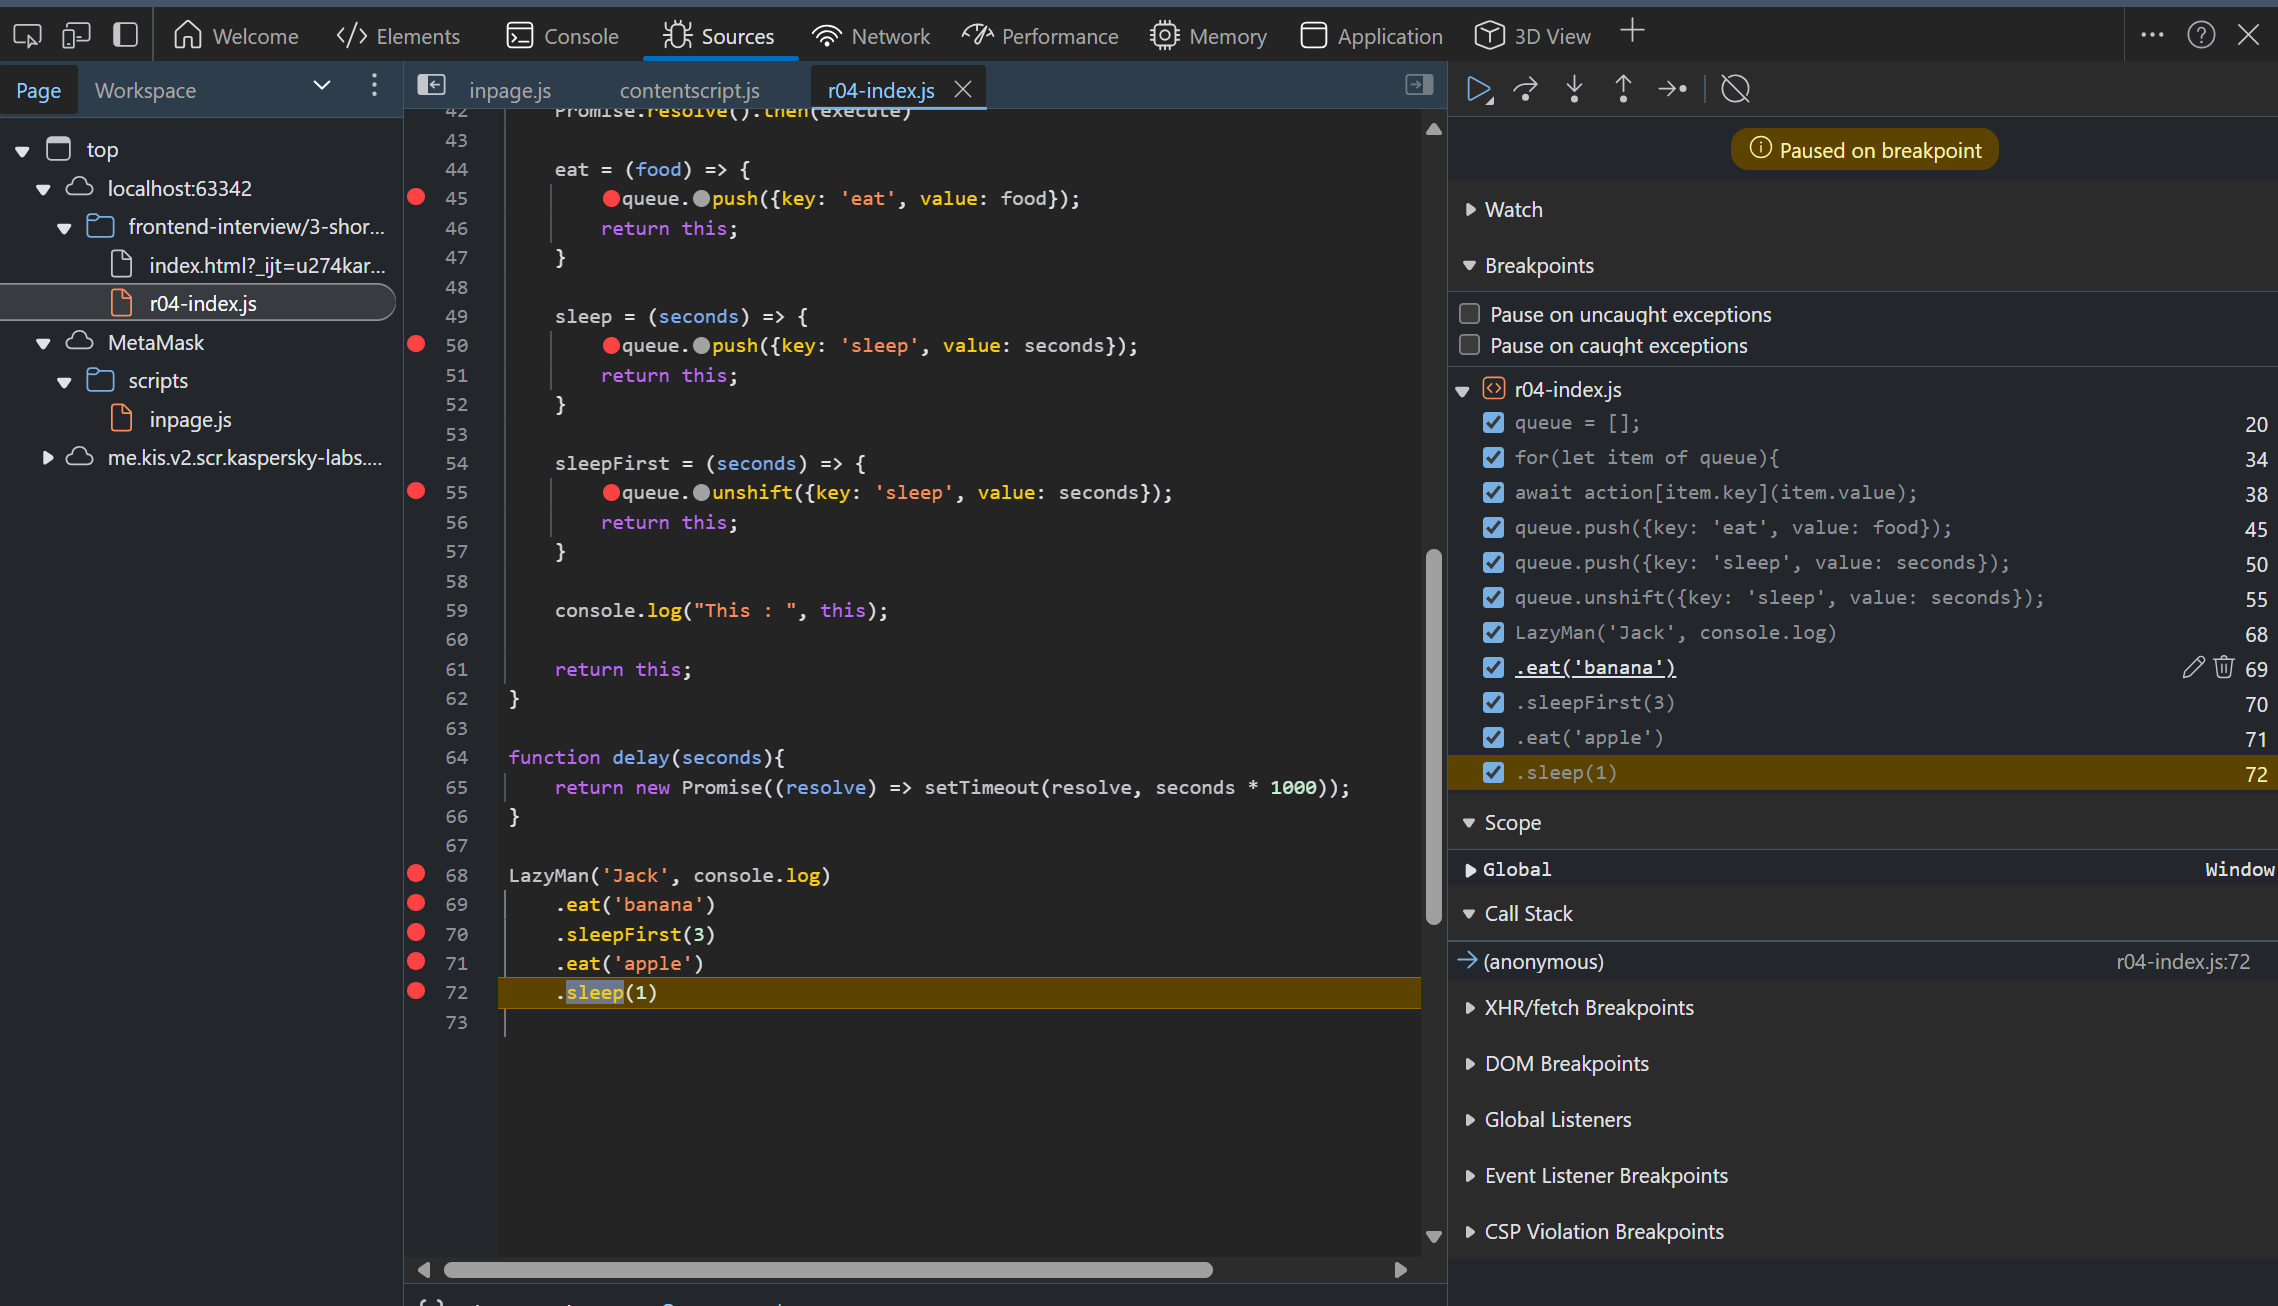 Welcome Elements Console Sources Network Performance Memory Application 3D View
Page Workspace
top
localhost:63342
frontend-interview/3-shor...
index.html?_ijt=u274kar...
r04-index.js
MetaMask
scripts
inpage.js
me.kis.v2.scr.kaspersky-labs....
inpage.js contentscript.js r04-index.js
42 Promise.resolve().then(execute)
43
44 eat = (food) => {
45 queue.push({key: 'eat', value: food});
46 return this;
47 }
48
49 sleep = (seconds) => {
50 queue.push({key: 'sleep', value: seconds});
51 return this;
52 }
53
54 sleepFirst = (seconds) => {
55 queue.unshift({key: 'sleep', value: seconds});
56 return this;
57 }
58
59 console.log("This : ", this);
60
61 return this;
62 }
63
64 function delay(seconds){
65 return new Promise((resolve) => setTimeout(resolve, seconds * 1000));
66 }
67
68 LazyMan('Jack', console.log)
69 .eat('banana')
70 .sleepFirst(3)
71 .eat('apple')
72 .sleep(1)
73
Paused on breakpoint
Watch
Breakpoints
Pause on uncaught exceptions
Pause on caught exceptions
r04-index.js
queue = []; 20
for(let item of queue){ 34
await action[item.key](item.value); 38
queue.push({key: 'eat', value: food}); 45
queue.push({key: 'sleep', value: seconds}); 50
queue.unshift({key: 'sleep', value: seconds}); 55
LazyMan('Jack', console.log) 68
.eat('banana') 69
.sleepFirst(3) 70
.eat('apple') 71
.sleep(1) 72
Scope
Global Window
Call Stack
(anonymous) r04-index.js:72
XHR/fetch Breakpoints
DOM Breakpoints
Global Listeners
Event Listener Breakpoints
CSP Violation Breakpoints